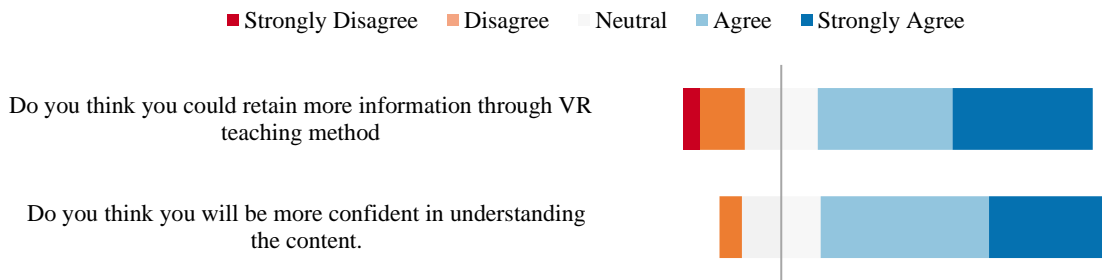 Strongly Disagree Disagree Neutral Agree Strongly Agree
Do you think you could retain more information through VR
teaching method
Do you think you will be more confident in understanding
the content.